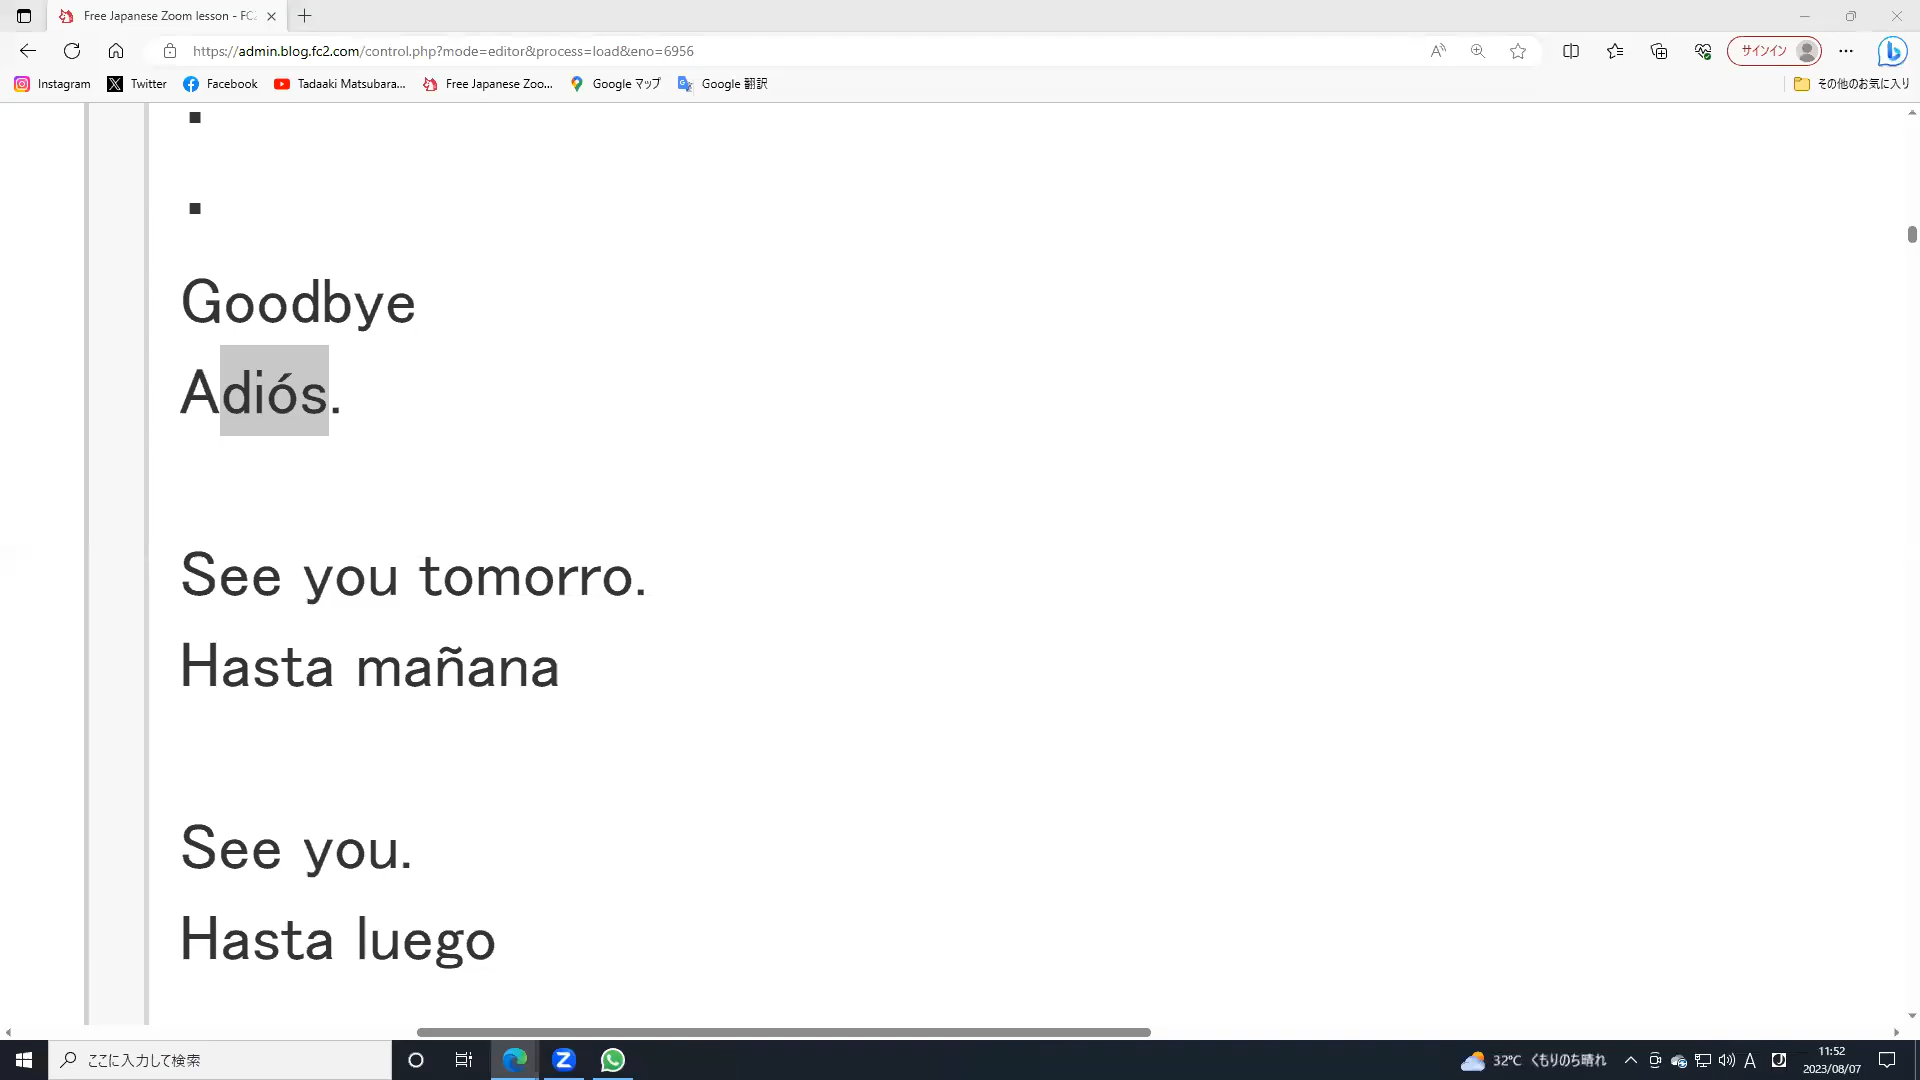 Free Japanese Zoom lesson - FC2
https://admin.blog.fc2.com/control.php?mode=editor&process=load&eno=6956
サインイン
Instagram
Twitter
Facebook
Tadaaki Matsubara...
Free Japanese Zoo...
Google マップ
Google 翻訳
その他のお気に入り
Goodbye
Adiós.
See you tomorro.
Hasta mañana
See you.
Hasta luego
ここに入力して検索
32°C くもりのち晴れ
A
11:52
2023/08/07